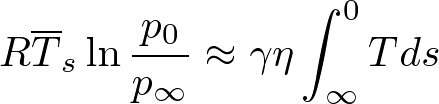 $R\overline{T}_s \ln \frac{p_0}{p_\infty} \approx \gamma\eta \int_\infty^0 T ds$